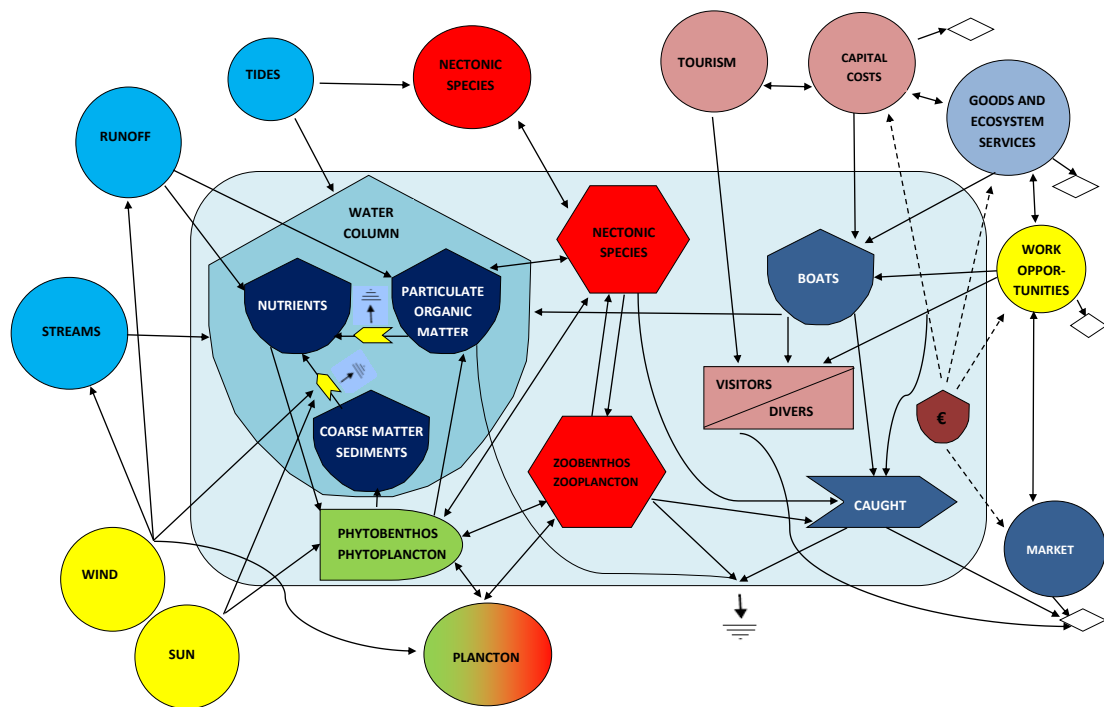 TIDES
NECTONIC
SPECIES
TOURISM
CAPITAL
COSTS
GOODS AND
ECOSYSTEM
SERVICES
RUNOFF
WATER
COLUMN
NECTONIC
SPECIES
WORK
OPPOR-
TUNITIES
BOATS
NUTRIENTS
PARTICULATE
ORGANIC
MATTER
STREAMS
VISITORS
DIVERS
€
COARSE MATTER
SEDIMENTS
ZOOBENTHOS
ZOOPLANCTON
CAUGHT
PHYTOBENTHOS
PHYTOPLANCTON
MARKET
WIND
SUN
PLANCTON